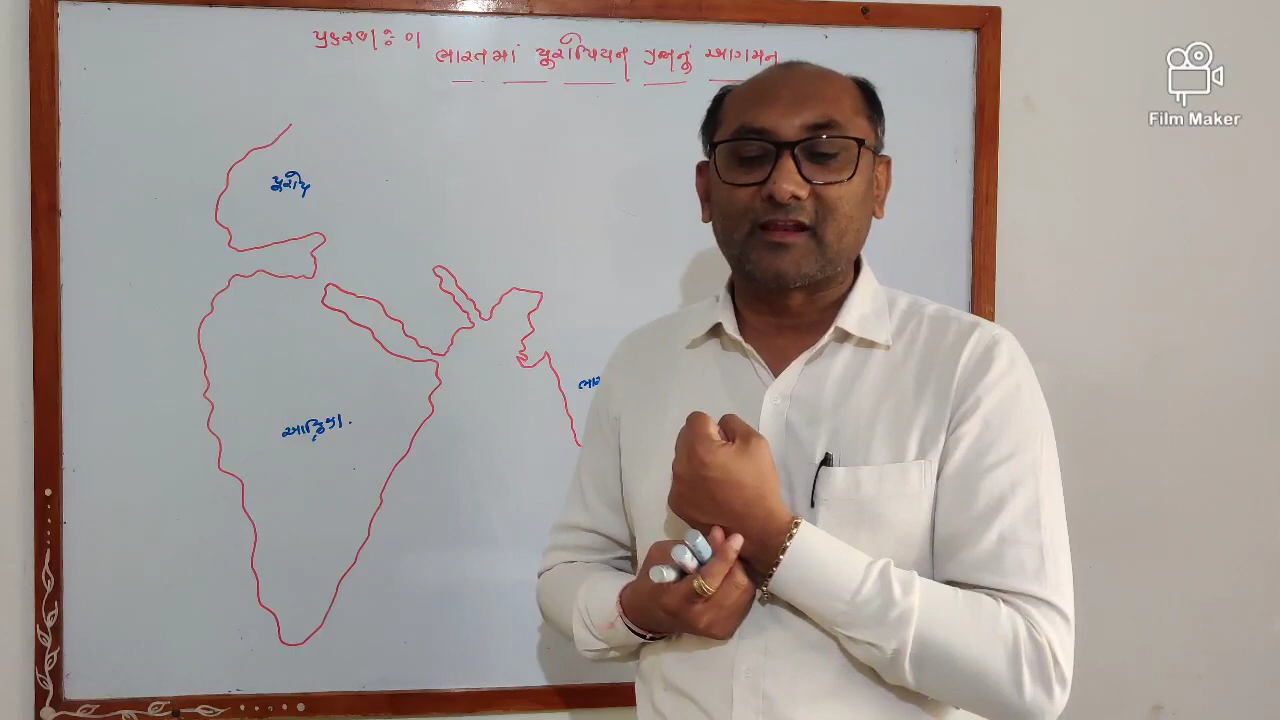 પ્રકરણ : ૧
ભારતમાં યુરોપિયન પ્રજાનું આગમન
Film Maker
યુરોપ
ભાર
આફ્રિકા.